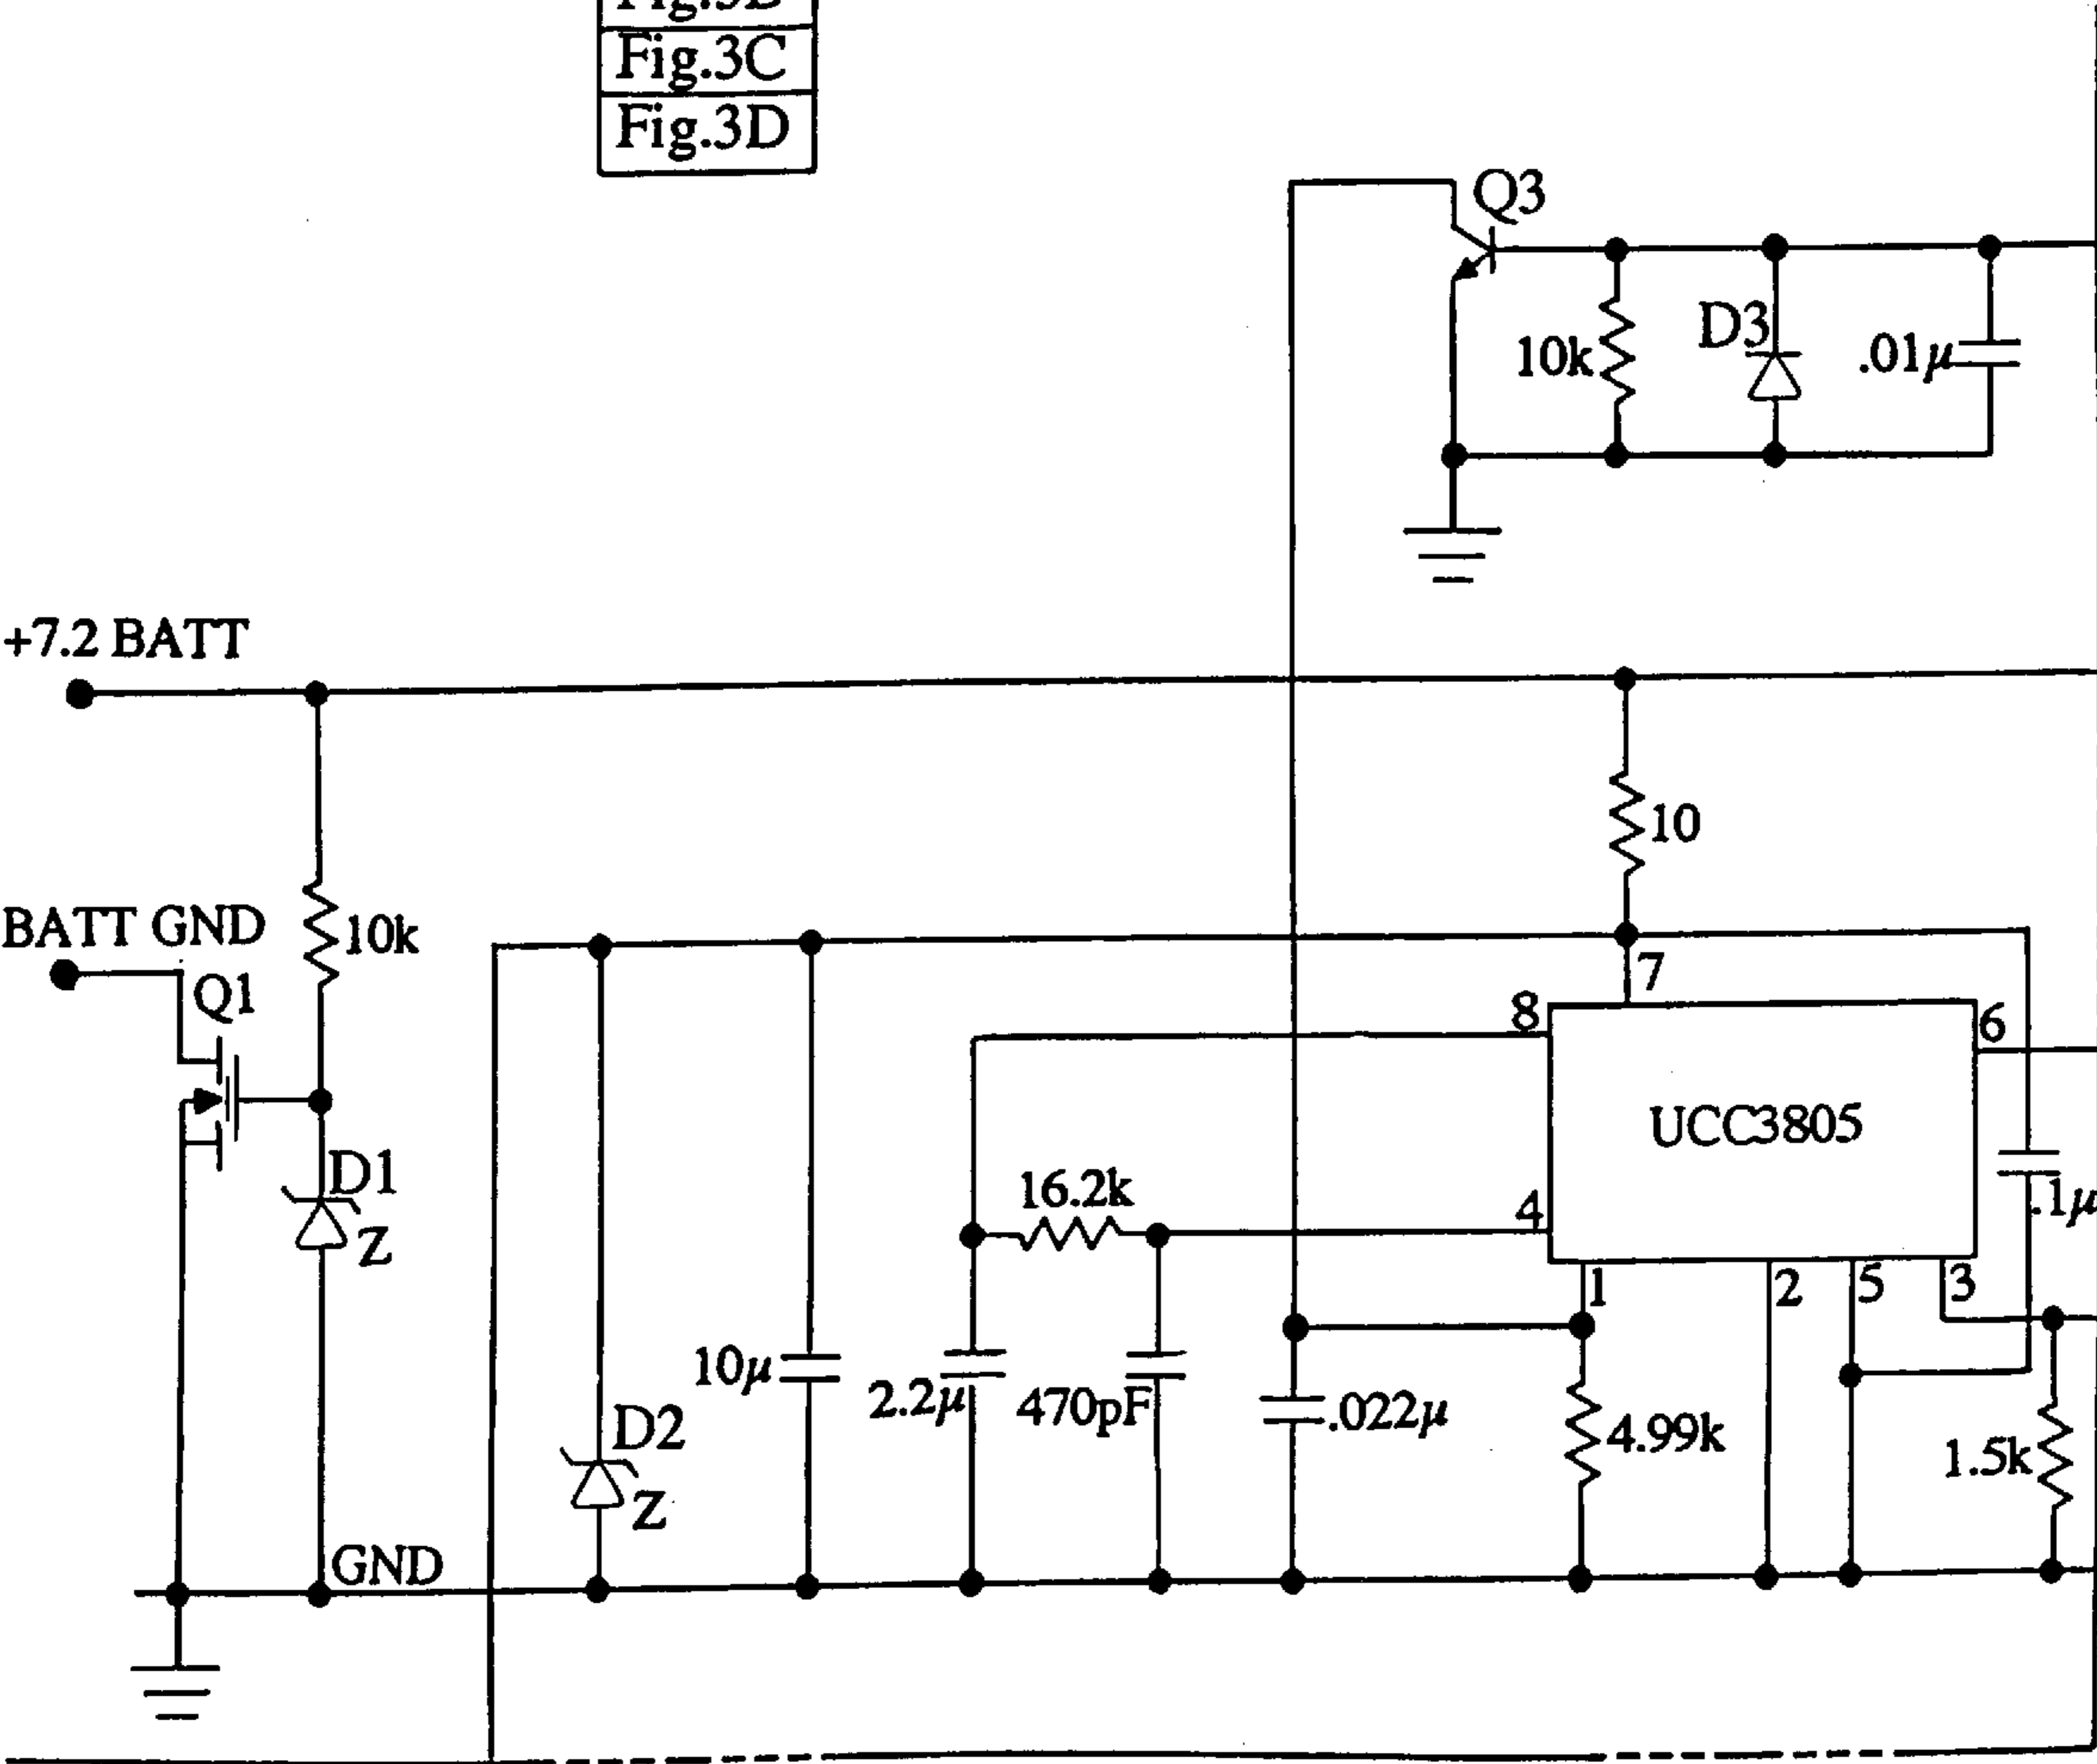 Fig.3B
Fig.3C
Fig.3D
Q3
10k
D3
.01μ
+7.2 BATT
10
BATT GND
10k
Q1
7
8
6
UCC3805
D1
Z
16.2k
4
.1μ
1
2
5
3
10μ
2.2μ
470pF
.022μ
4.99k
1.5k
D2
Z
GND